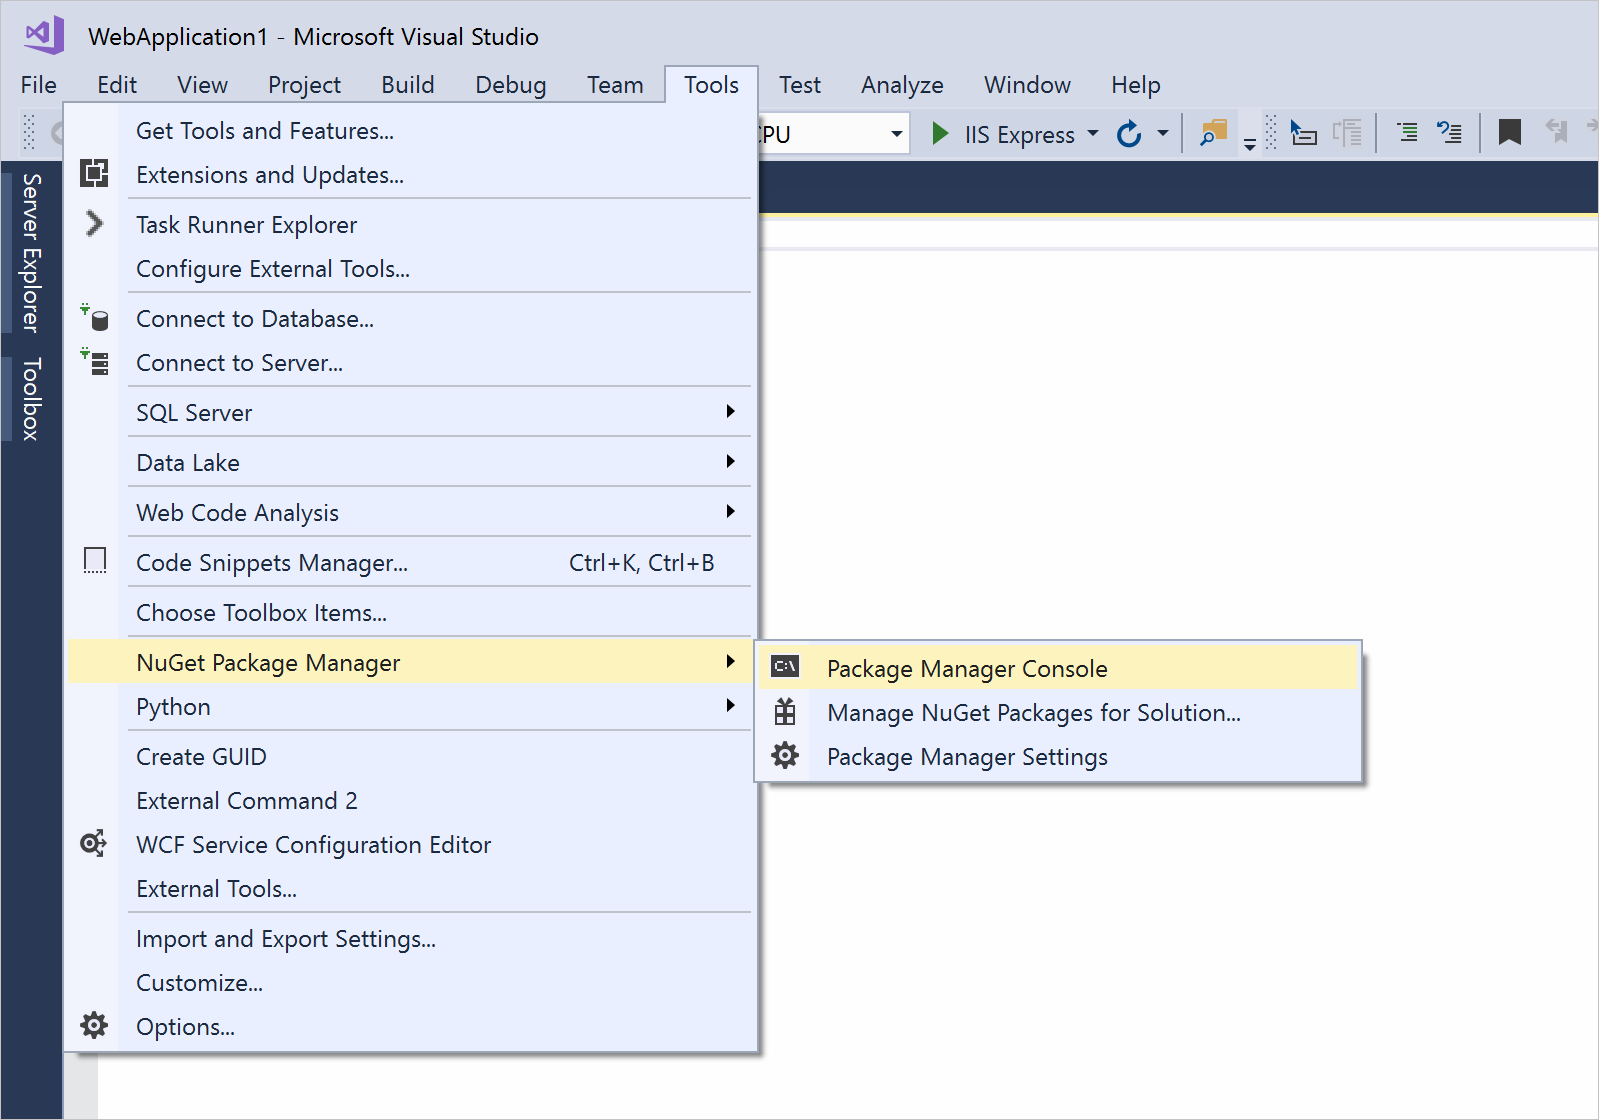 WebApplication1 - Microsoft Visual Studio
File Edit View Project Build Debug Team Tools Test Analyze Window Help
IIS Express
Server Explorer
Toolbox
Get Tools and Features...
Extensions and Updates...
Task Runner Explorer
Configure External Tools...
Connect to Database...
Connect to Server...
SQL Server
Data Lake
Web Code Analysis
Code Snippets Manager... Ctrl+K, Ctrl+B
Choose Toolbox Items...
NuGet Package Manager
Python
Create GUID
External Command 2
WCF Service Configuration Editor
External Tools...
Import and Export Settings...
Customize...
Options...
C:\
Package Manager Console
Manage NuGet Packages for Solution...
Package Manager Settings